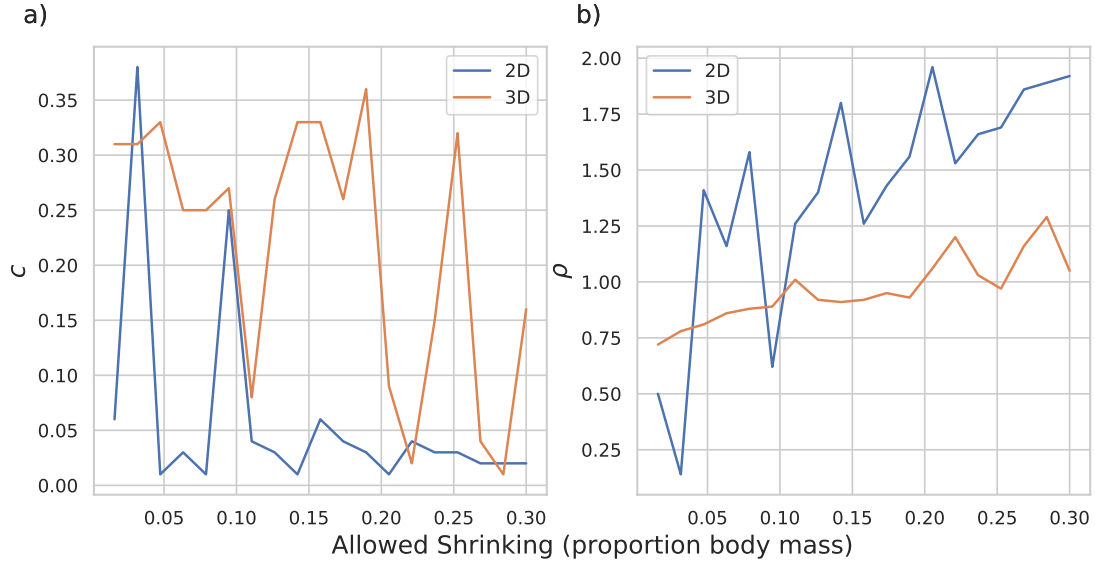 a)
b)
2D
3D
0.35
0.30
0.25
0.20
0.15
0.10
0.05
0.00
c
0.05 0.10 0.15 0.20 0.25 0.30
2D
3D
2.00
1.75
1.50
1.25
1.00
0.75
0.50
0.25
ρ
0.05 0.10 0.15 0.20 0.25 0.30
Allowed Shrinking (proportion body mass)